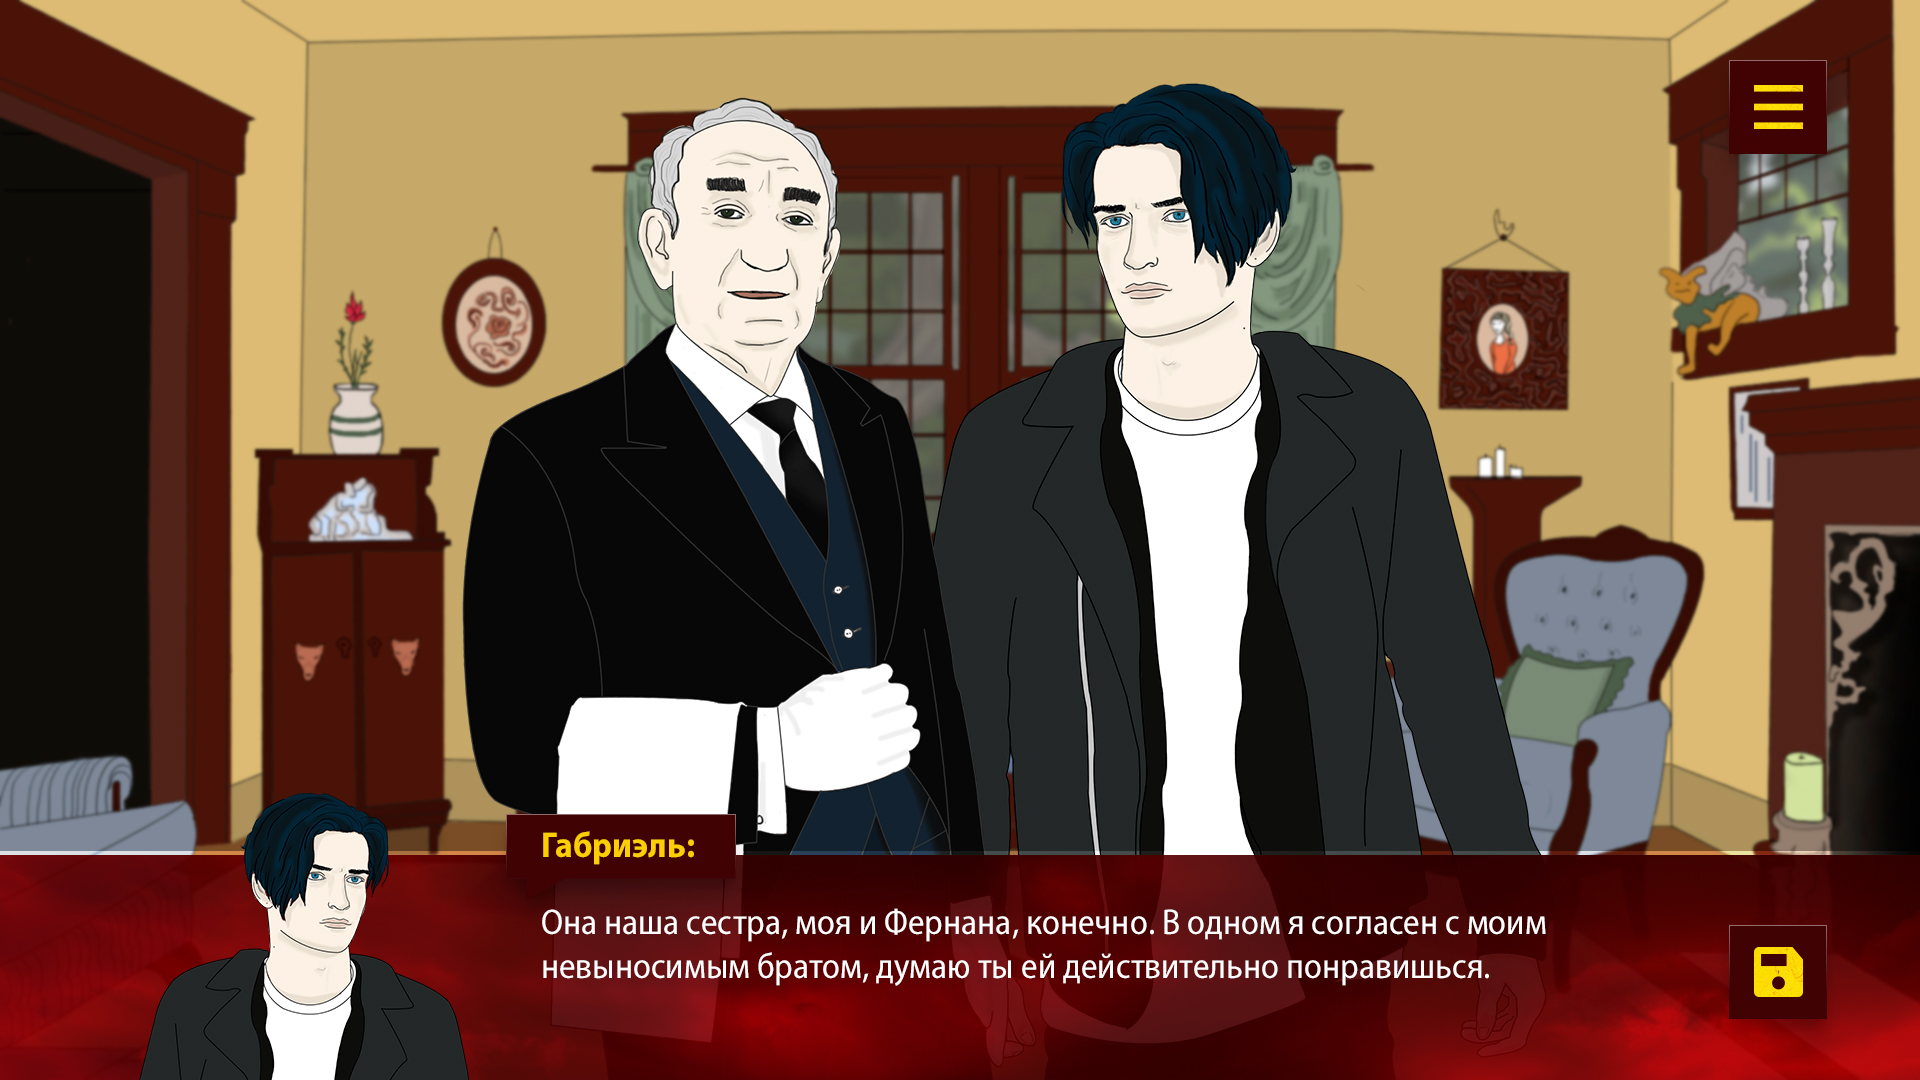 Габриэль:
Она наша сестра, моя и Фернана, конечно. В одном я согласен с моим
невыносимым братом, думаю ты ей действительно понравишься.